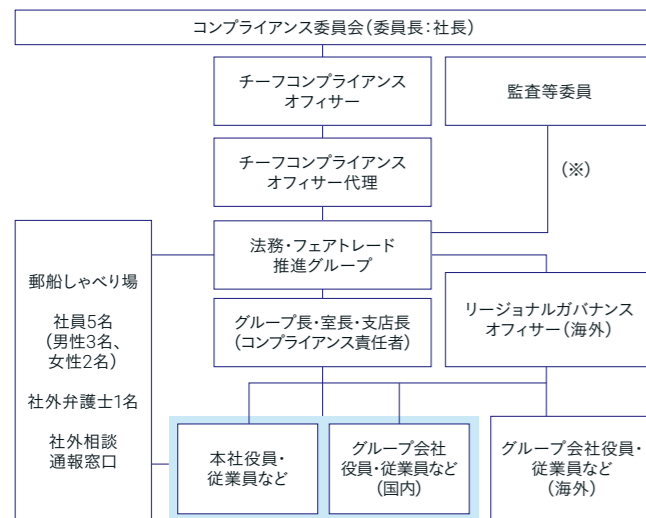 コンプライアンス委員会(委員長:社長)
チーフコンプライアンス
オフィサー
監査等委員
チーフコンプライアンス
オフィサー代理
(※)
法務・フェアトレード
推進グループ
郵船しゃべり場
社員5名
(男性3名、
女性2名)
社外弁護士1名
社外相談
通報窓口
グループ長・室長・支店長
(コンプライアンス責任者)
リージョナルガバナンス
オフィサー(海外)
本社役員・
従業員など
グループ会社
役員・従業員など
(国内)
グループ会社役員・
従業員など
(海外)